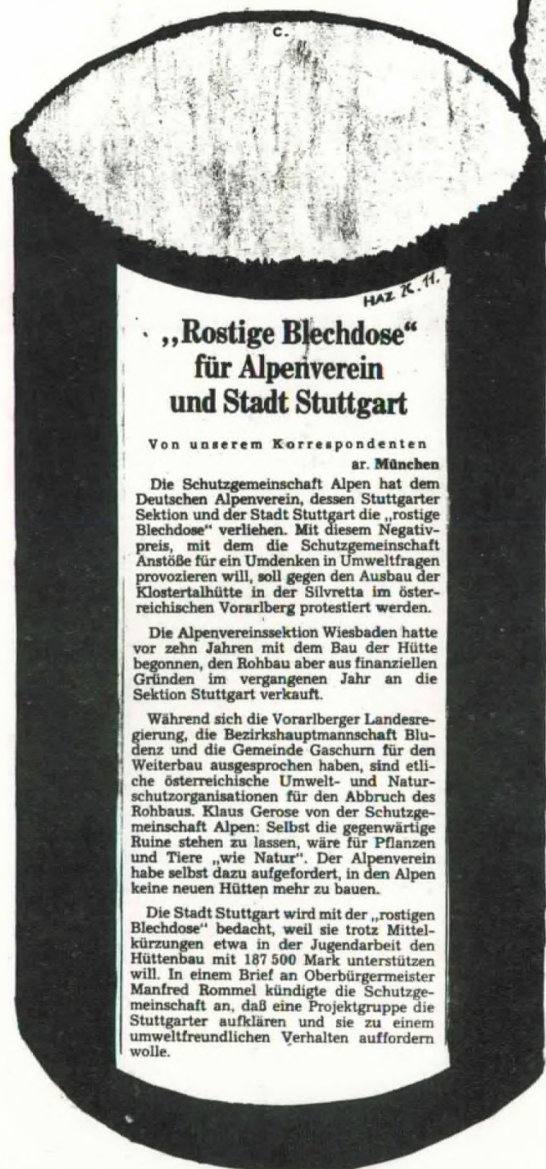 c.
HAZ 26.11.
„Rostige Blechdose“
für Alpenverein
und Stadt Stuttgart
Von unserem Korrespondenten
ar. München
Die Schutzgemeinschaft Alpen hat dem
Deutschen Alpenverein, dessen Stuttgarter
Sektion und der Stadt Stuttgart die „rostige
Blechdose“ verliehen. Mit diesem Negativ-
preis, mit dem die Schutzgemeinschaft
Anstöße für ein Umdenken in Umweltfragen
provozieren will, soll gegen den Ausbau der
Klostertalhütte in der Silvretta im öster-
reichischen Vorarlberg protestiert werden.
Die Alpenvereinssektion Wiesbaden hatte
vor zehn Jahren mit dem Bau der Hütte
begonnen, den Rohbau aber aus finanziellen
Gründen im vergangenen Jahr an die
Sektion Stuttgart verkauft.
Während sich die Vorarlberger Landesre-
gierung, die Bezirkshauptmannschaft Blu-
denz und die Gemeinde Gaschurn für den
Weiterbau ausgesprochen haben, sind etli-
che österreichische Umwelt- und Natur-
schutzorganisationen für den Abbruch des
Rohbaus. Klaus Gerose von der Schutzge-
meinschaft Alpen: Selbst die gegenwärtige
Ruine stehen zu lassen, wäre für Pflanzen
und Tiere „wie Natur“. Der Alpenverein
habe selbst dazu aufgefordert, in den Alpen
keine neuen Hütten mehr zu bauen.
Die Stadt Stuttgart wird mit der „rostigen
Blechdose“ bedacht, weil sie trotz Mittel-
kürzungen etwa in der Jugendarbeit den
Hüttenbau mit 187 500 Mark unterstützen
will. In einem Brief an Oberbürgermeister
Manfred Rommel kündigte die Schutzge-
meinschaft an, daß eine Projektgruppe die
Stuttgarter aufklären und sie zu einem
umweltfreundlichen Verhalten auffordern
wolle.